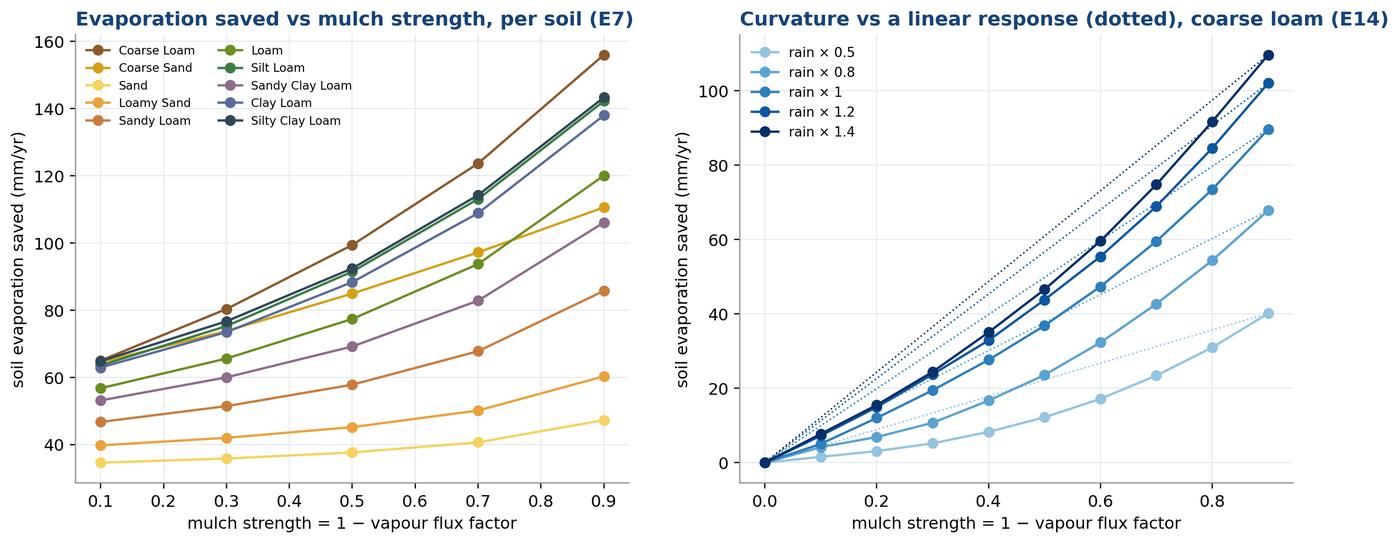 Evaporation saved vs mulch strength, per soil (E7)
160
140
120
100
80
60
40
soil evaporation saved (mm/yr)
Coarse Loam
Coarse Sand
Sand
Loamy Sand
Sandy Loam
Loam
Silt Loam
Sandy Clay Loam
Clay Loam
Silty Clay Loam
0.1 0.2 0.3 0.4 0.5 0.6 0.7 0.8 0.9
mulch strength = 1 − vapour flux factor
Curvature vs a linear response (dotted), coarse loam (E14)
100
80
60
40
20
0
soil evaporation saved (mm/yr)
rain × 0.5
rain × 0.8
rain × 1
rain × 1.2
rain × 1.4
0.0 0.2 0.4 0.6 0.8
mulch strength = 1 − vapour flux factor